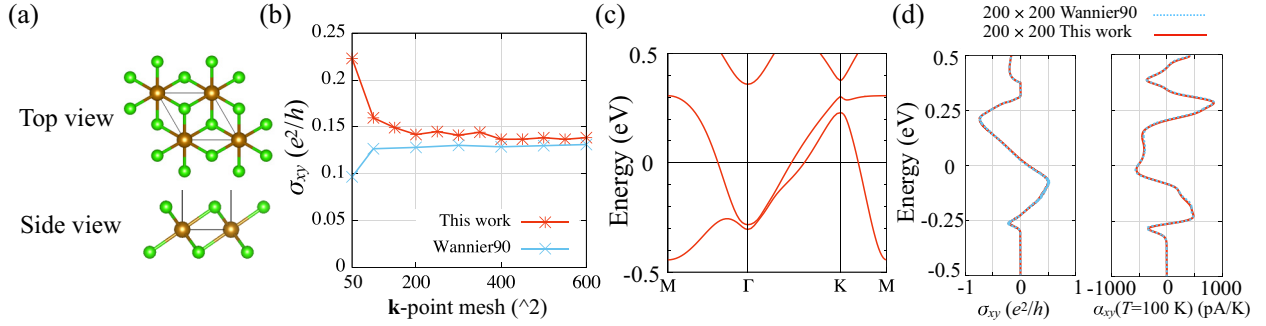 (a)
Top view
Side view
(b)
σxy (e²/h)
0.25
0.2
0.15
0.1
0.05
0
This work
Wannier90
50
200
400
600
k-point mesh (^2)
(c)
Energy (eV)
0.5
0
-0.5
M
Γ
K
M
(d)
200 × 200 Wannier90
200 × 200 This work
Energy (eV)
0.5
0.25
0
-0.25
-0.5
-1
0
1
σxy (e²/h)
-1000
0
1000
αxy(T=100 K) (pA/K)